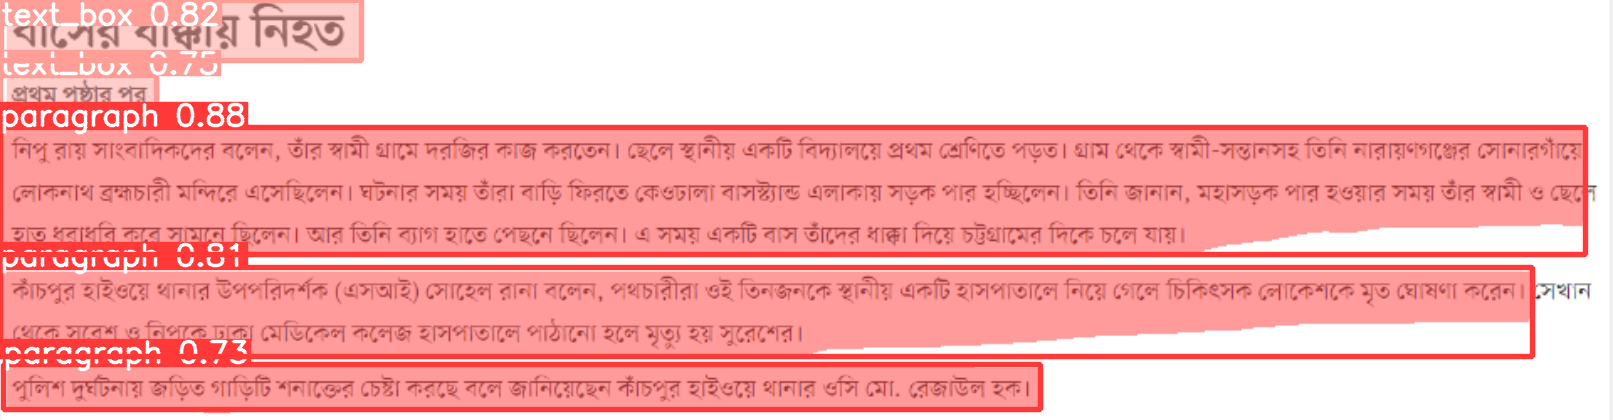 text_box 0.82
বাসের ধাক্কায় নিহত
text_box 0.75
প্রথম পৃষ্ঠার পর
paragraph 0.88
নিপু রায় সাংবাদিকদের বলেন, তাঁর স্বামী গ্রামে দরজির কাজ করতেন। ছেলে স্থানীয় একটি বিদ্যালয়ে প্রথম শ্রেণিতে পড়ত। গ্রাম থেকে স্বামী-সন্তানসহ তিনি নারায়ণগঞ্জের সোনারগাঁয়ে
লোকনাথ ব্রহ্মচারী মন্দিরে এসেছিলেন। ঘটনার সময় তাঁরা বাড়ি ফিরতে কেওঢালা বাসস্ট্যান্ড এলাকায় সড়ক পার হচ্ছিলেন। তিনি জানান, মহাসড়ক পার হওয়ার সময় তাঁর স্বামী ও ছেলে
হাত ধরাধরি করে সামনে ছিলেন। আর তিনি ব্যাগ হাতে পেছনে ছিলেন। এ সময় একটি বাস তাঁদের ধাক্কা দিয়ে চট্টগ্রামের দিকে চলে যায়।
paragraph 0.81
কাঁচপুর হাইওয়ে থানার উপপরিদর্শক (এসআই) সোহেল রানা বলেন, পথচারীরা ওই তিনজনকে স্থানীয় একটি হাসপাতালে নিয়ে গেলে চিকিৎসক লোকেশকে মৃত ঘোষণা করেন। সেখান
থেকে সুরেশ ও নিপুকে ঢাকা মেডিকেল কলেজ হাসপাতালে পাঠানো হলে মৃত্যু হয় সুরেশের।
paragraph 0.73
পুলিশ দুর্ঘটনায় জড়িত গাড়িটি শনাক্তের চেষ্টা করছে বলে জানিয়েছেন কাঁচপুর হাইওয়ে থানার ওসি মো. রেজাউল হক।